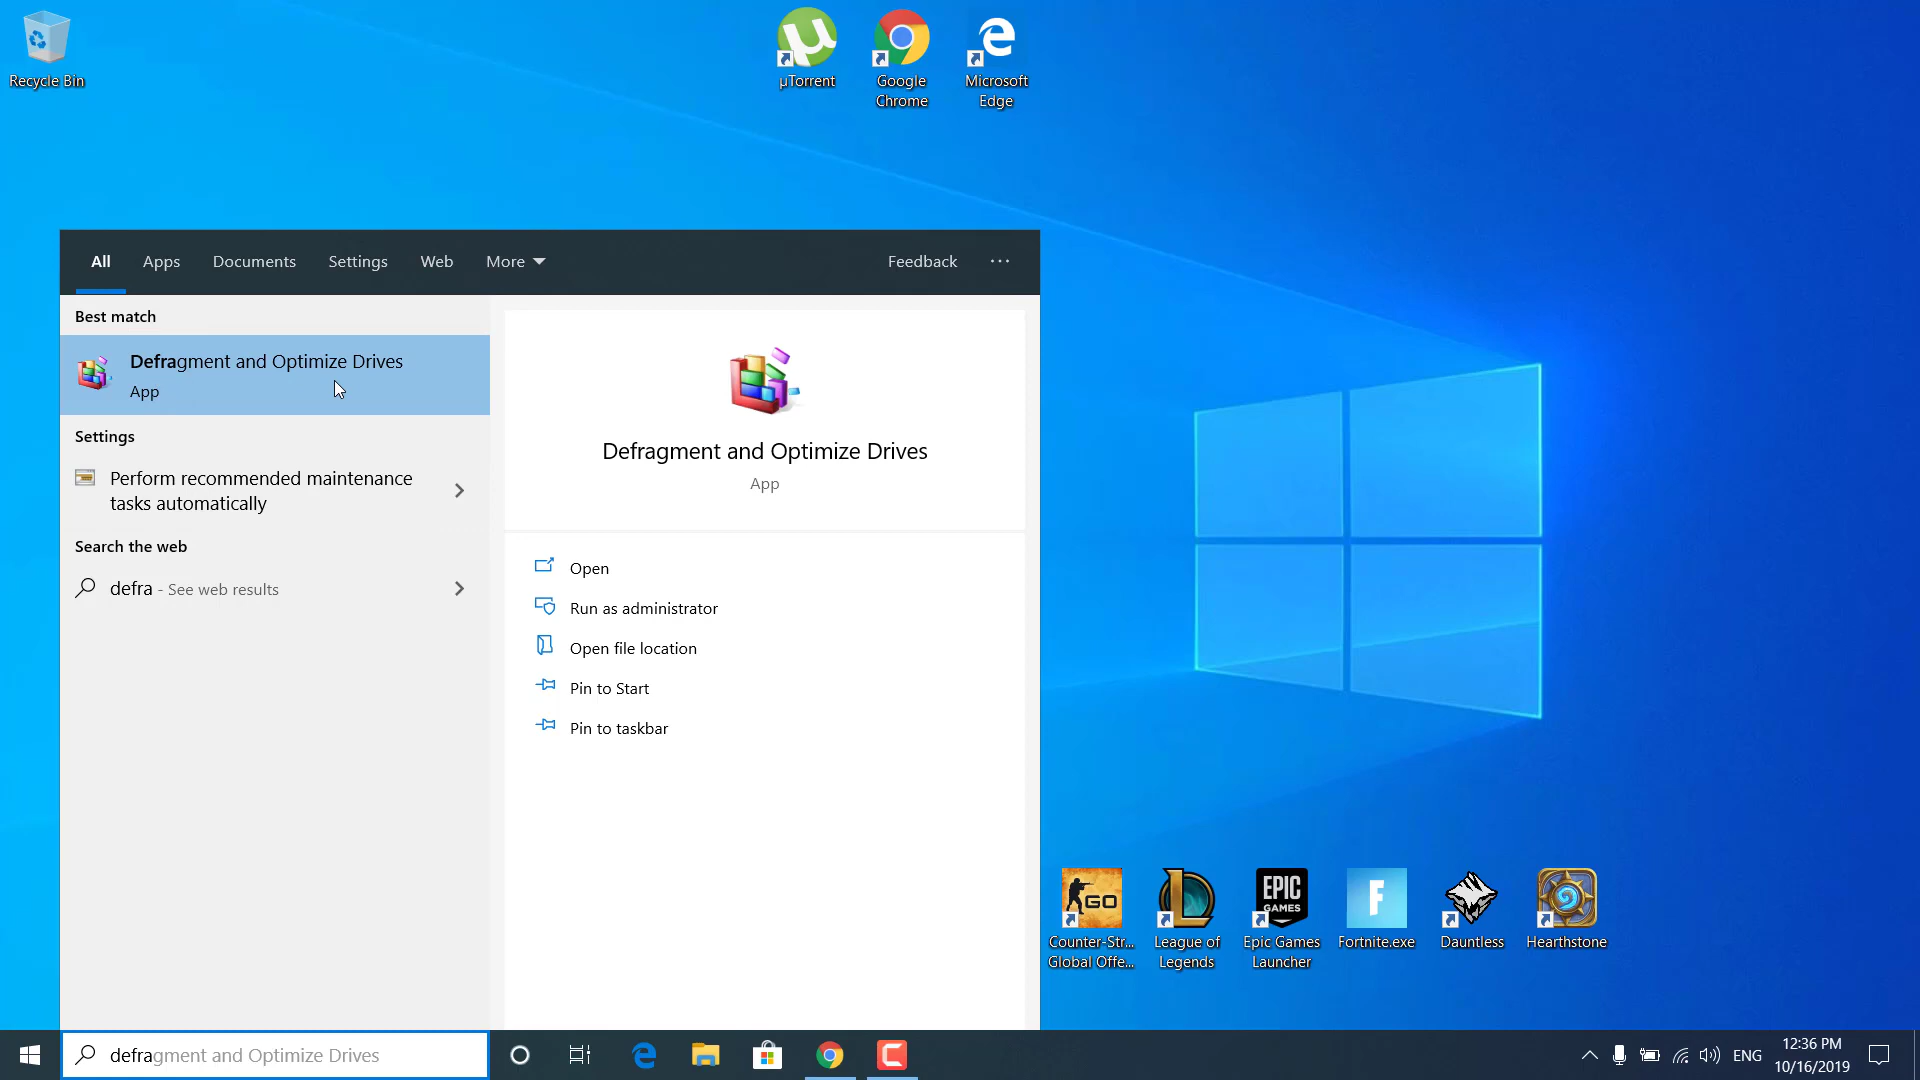 Recycle Bin
µTorrent
Google
Chrome
Microsoft
Edge
All Apps Documents Settings Web More Feedback ···
Best match
Defragment and Optimize Drives
App
Settings
Perform recommended maintenance
tasks automatically
Search the web
defra - See web results
Defragment and Optimize Drives
App
Open
Run as administrator
Open file location
Pin to Start
Pin to taskbar
GO
EPIC
GAMES
F
Counter-Str...
Global Offe...
League of
Legends
Epic Games
Launcher
Fortnite.exe
Dauntless
Hearthstone
defragment and Optimize Drives
ENG
12:36 PM
10/16/2019